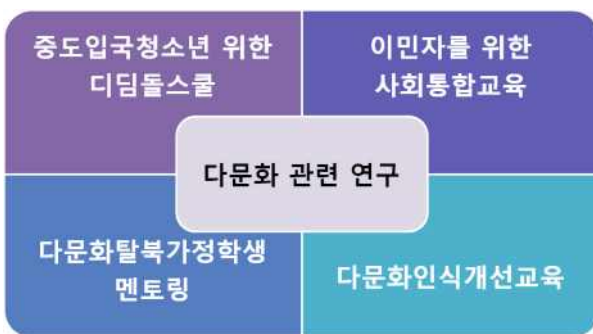 중도입국청소년 위한
디딤돌스쿨
이민자를 위한
사회통합교육
다문화 관련 연구
다문화탈북가정학생
멘토링
다문화인식개선교육